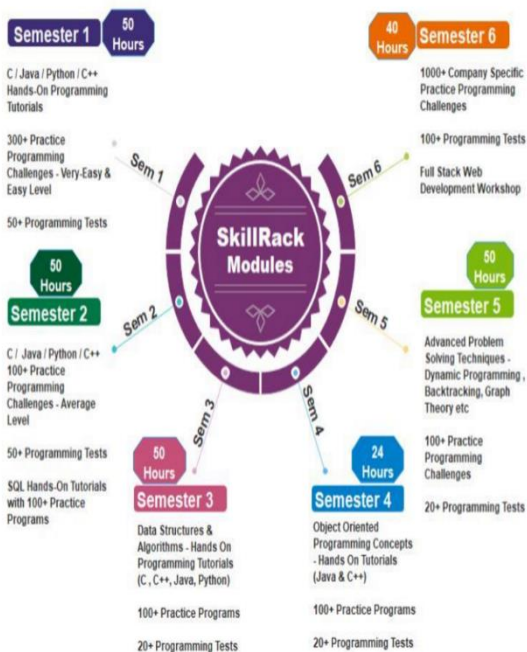 Semester 1
50
Hours
C / Java / Python / C++
Hands-On Programming
Tutorials
300+ Practice
Programming
Challenges - Very-Easy &
Easy Level
50+ Programming Tests
50
Hours
Semester 2
C / Java / Python / C++
100+ Practice
Programming
Challenges - Average
Level
50+ Programming Tests
SQL Hands-On Tutorials
with 100+ Practice
Programs
50
Hours
Semester 3
Data Structures &
Algorithms - Hands On
Programming Tutorials
(C , C++, Java, Python)
100+ Practice Programs
20+ Programming Tests
SkillRack
Modules
Sem 1
Sem 2
Sem 3
Sem 4
Sem 5
Sem 6
24
Hours
Semester 4
Object Oriented
Programming Concepts
- Hands On Tutorials
(Java & C++)
100+ Practice Programs
20+ Programming Tests
50
Hours
Semester 5
Advanced Problem
Solving Techniques -
Dynamic Programming ,
Backtracking, Graph
Theory etc
100+ Practice
Programming
Challenges
20+ Programming Tests
40
Hours
Semester 6
1000+ Company Specific
Practice Programming
Challenges
100+ Programming Tests
Full Stack Web
Development Workshop